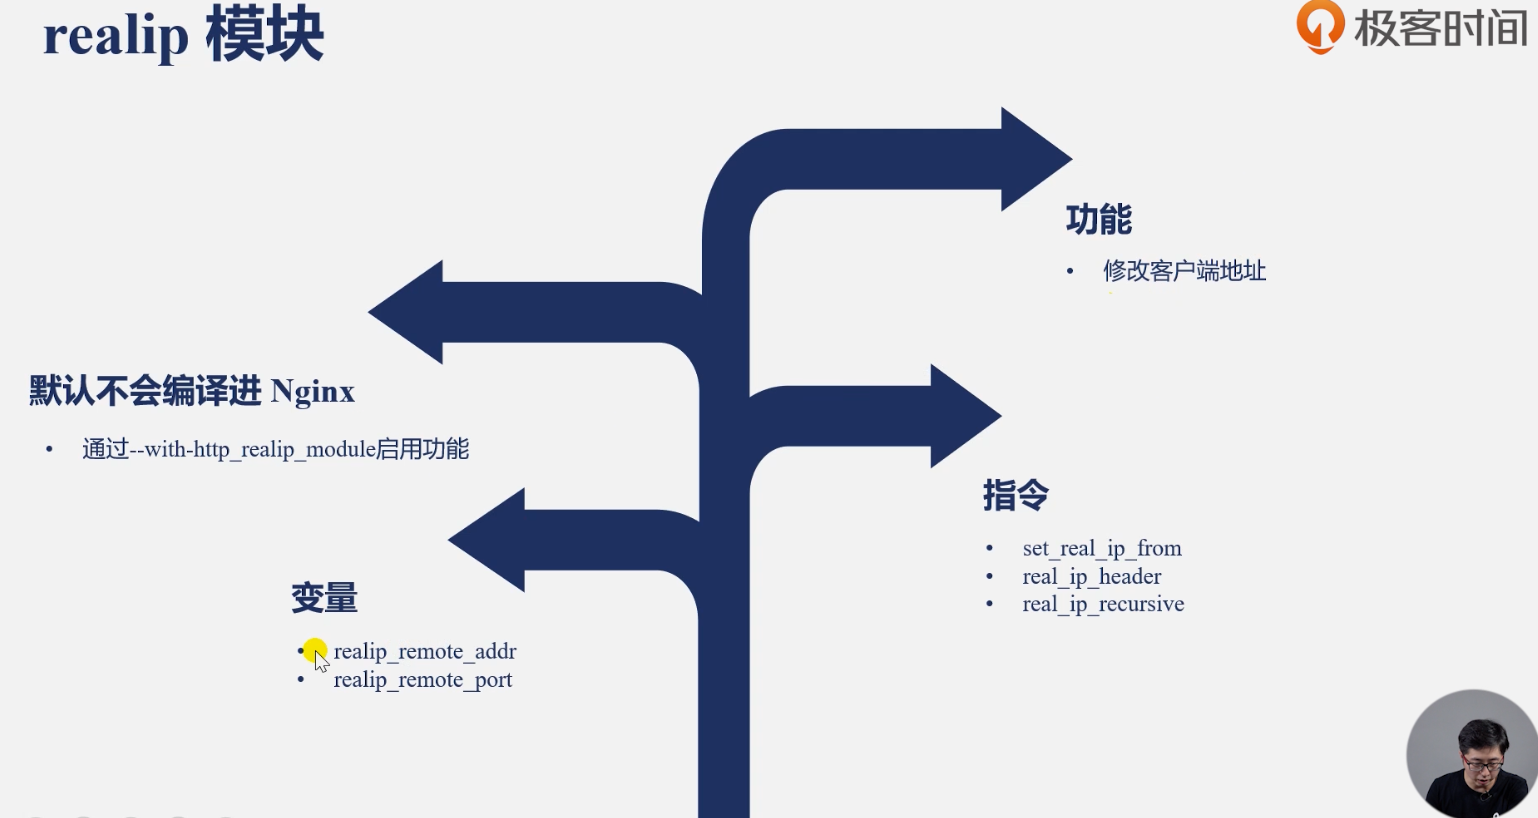 realip 模块
极客时间
功能
• 修改客户端地址
默认不会编译进 Nginx
• 通过--with-http_realip_module启用功能
指令
• set_real_ip_from
• real_ip_header
• real_ip_recursive
变量
• realip_remote_addr
• realip_remote_port